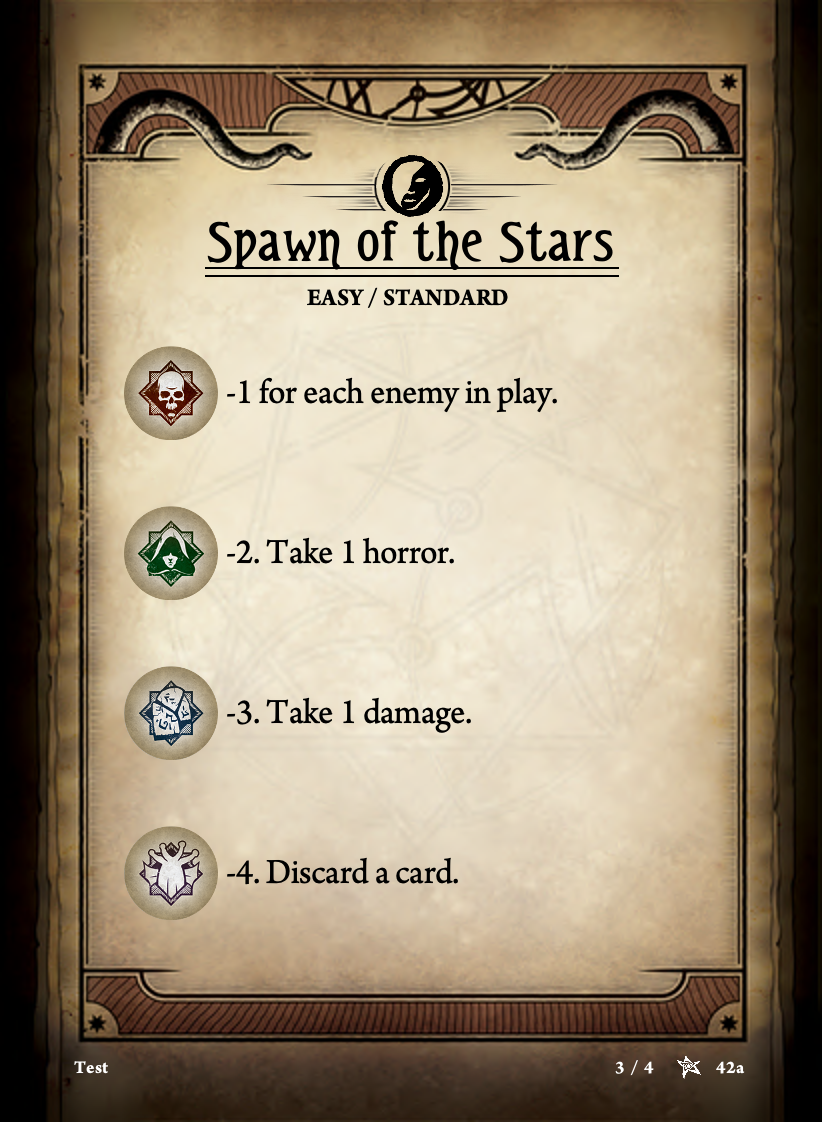 Spawn of the Stars
EASY / STANDARD
-1 for each enemy in play.
-2. Take 1 horror.
-3. Take 1 damage.
-4. Discard a card.
Test
3 / 4 42a